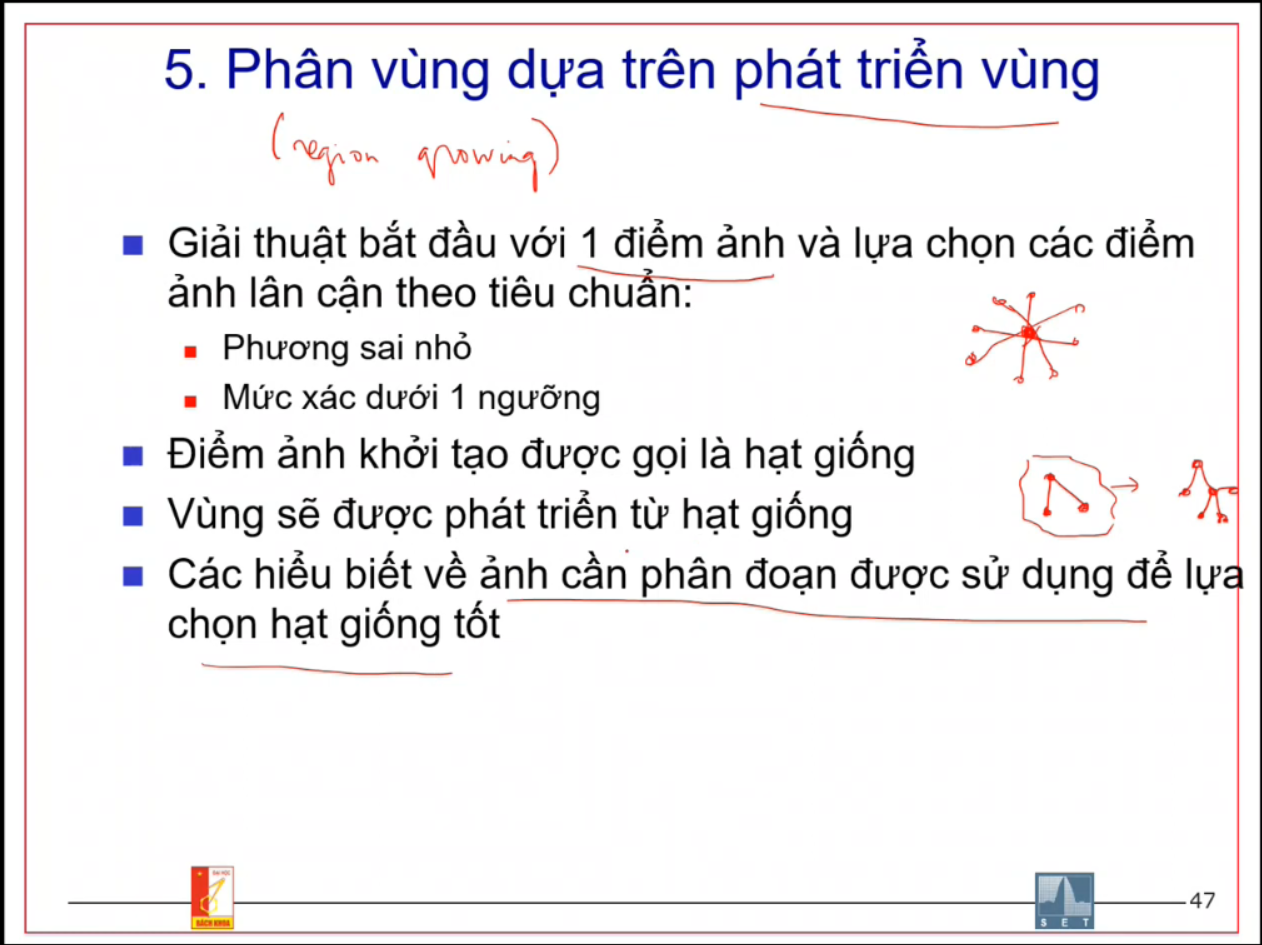 5. Phân vùng dựa trên phát triển vùng
(region growing)
Giải thuật bắt đầu với 1 điểm ảnh và lựa chọn các điểm
ảnh lân cận theo tiêu chuẩn:
Phương sai nhỏ
Mức xác dưới 1 ngưỡng
Điểm ảnh khởi tạo được gọi là hạt giống
Vùng sẽ được phát triển từ hạt giống
Các hiểu biết về ảnh cần phân đoạn được sử dụng để lựa
chọn hạt giống tốt
ĐẠI HỌC
BÁCH KHOA
SET
47